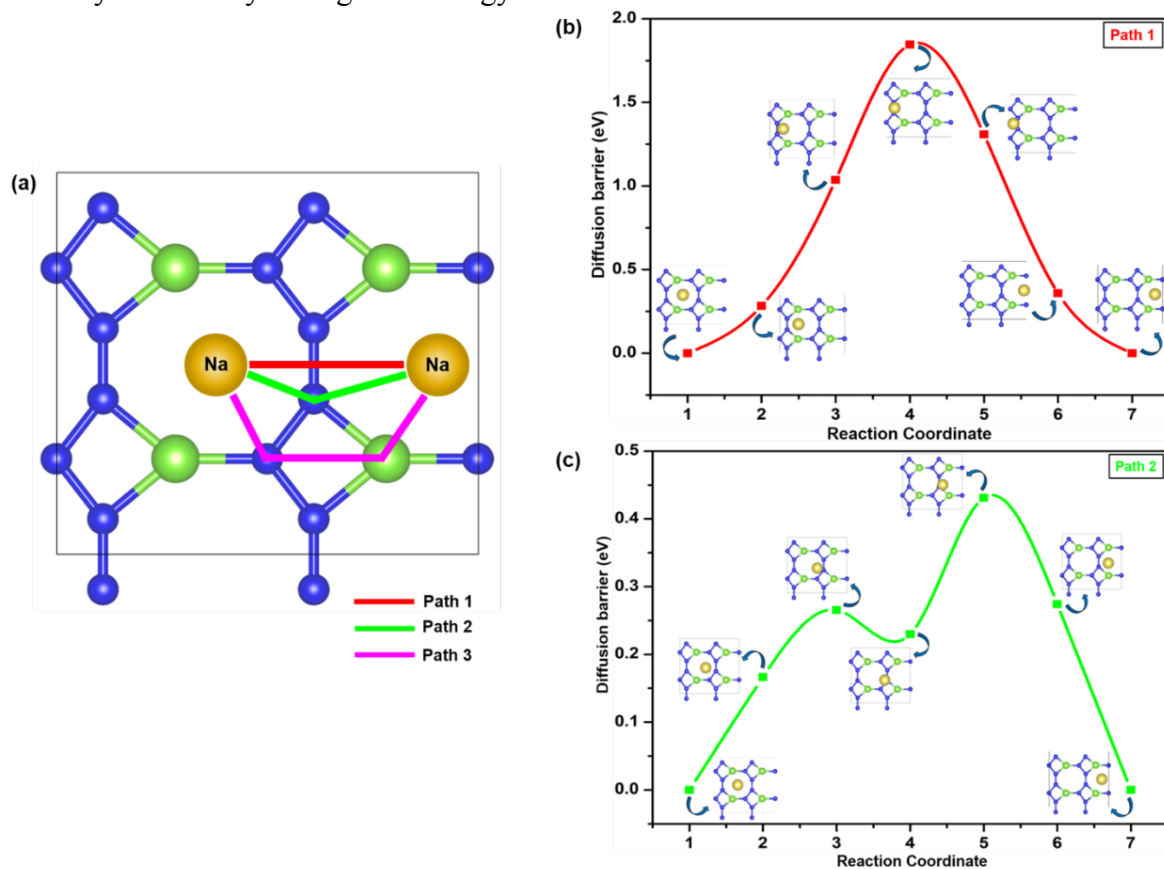 (a)
Na
Na
Path 1
Path 2
Path 3
(b)
Path 1
Diffusion barrier (eV)
2.0
1.5
1.0
0.5
0.0
1 2 3 4 5 6 7
Reaction Coordinate
(c)
Path 2
Diffusion barrier (eV)
0.5
0.4
0.3
0.2
0.1
0.0
1 2 3 4 5 6 7
Reaction Coordinate